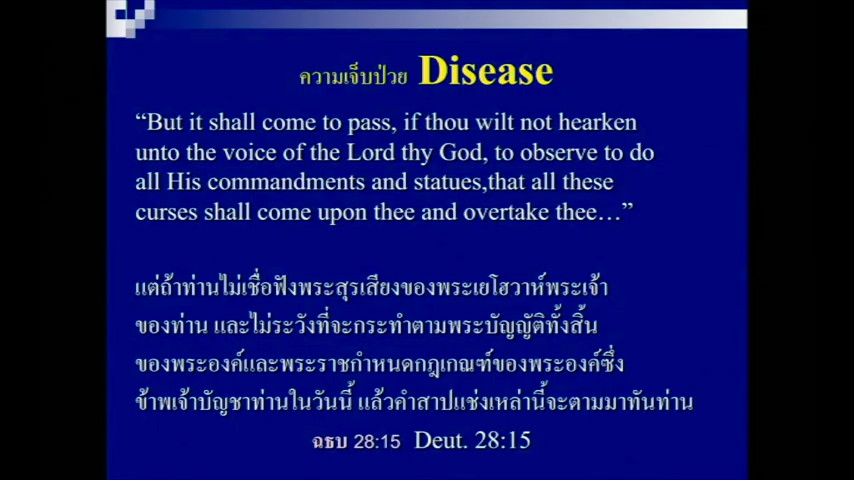 ความเจ็บป่วย Disease
“But it shall come to pass, if thou wilt not hearken
unto the voice of the Lord thy God, to observe to do
all His commandments and statues,that all these
curses shall come upon thee and overtake thee…”
แต่ถ้าท่านไม่เชื่อฟังพระสุรเสียงของพระเยโฮวาห์พระเจ้า
ของท่าน และไม่ระวังที่จะกระทำตามพระบัญญัติทั้งสิ้น
ของพระองค์และพระราชกำหนดกฎเกณฑ์ของพระองค์ซึ่ง
ข้าพเจ้าบัญชาท่านในวันนี้ แล้วคำสาปแช่งเหล่านี้จะตามมาทันท่าน
ฉธบ 28:15 Deut. 28:15